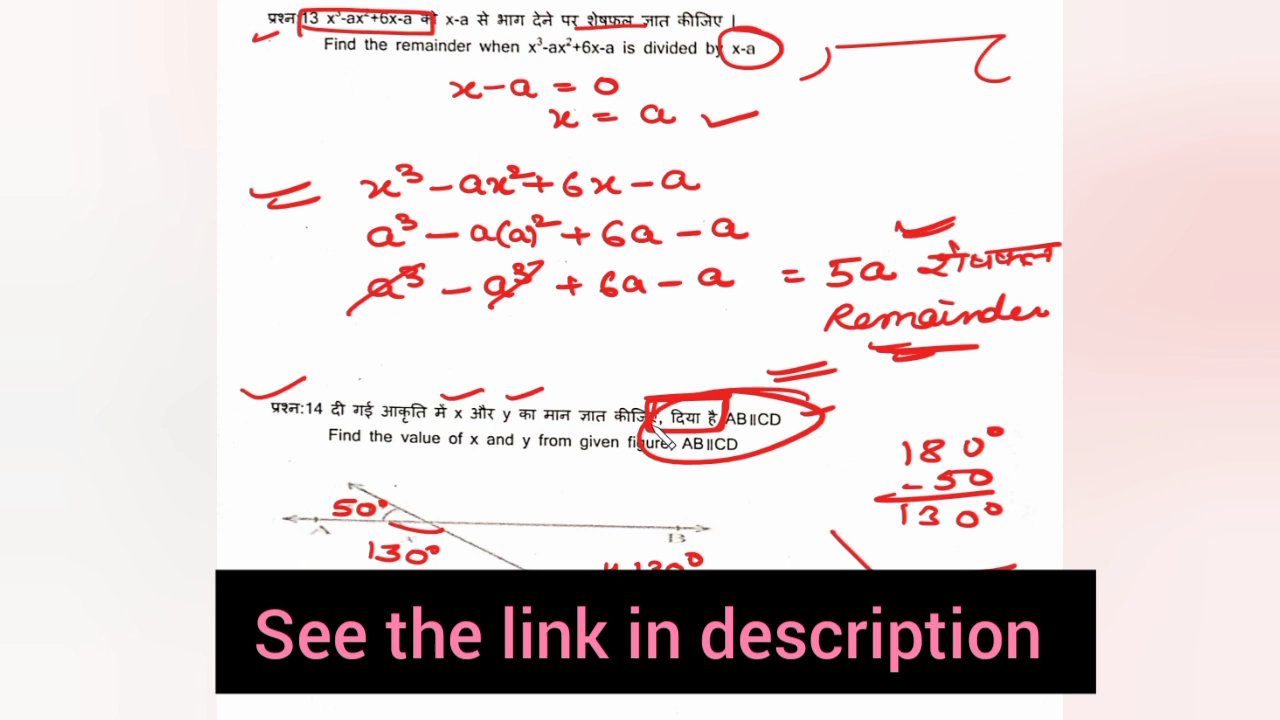 प्रश्न:13 x³-ax²+6x-a को x-a से भाग देने पर शेषफल ज्ञात कीजिए ।
Find the remainder when x³-ax²+6x-a is divided by x-a
x-a = 0
x = a
x³-ax²+6x-a
a³-a(a)²+6a-a
a³-a³+6a-a = 5a शेषफल
Remainder
प्रश्न:14 दी गई आकृति में x और y का मान ज्ञात कीजिए, दिया है AB॥CD
Find the value of x and y from given figure AB॥CD
180°
-50
130°
50°
A
B
130°
y 130°
See the link in description